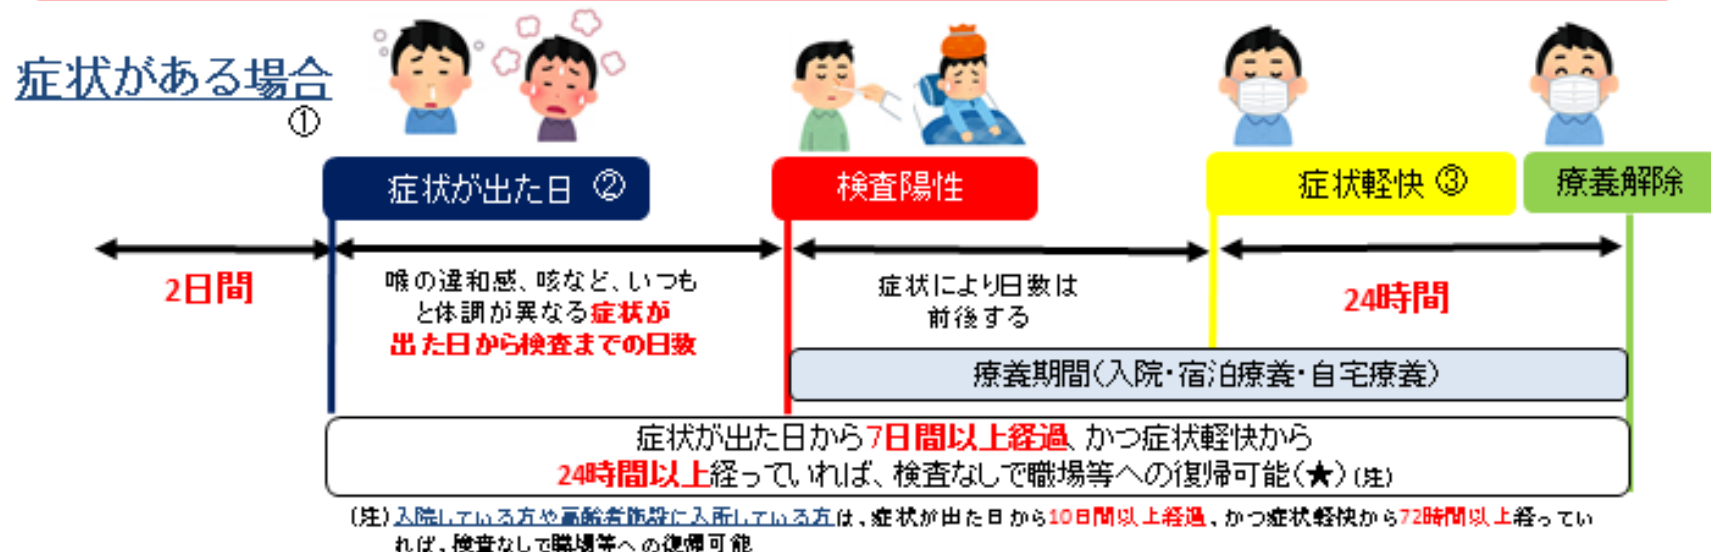 症状がある場合
①
症状が出た日 ②
検査陽性
症状軽快 ③
療養解除
2日間
喉の違和感、咳など、いつも
と体調が異なる症状が
出た日から検査までの日数
症状により日数は
前後する
24時間
療養期間(入院・宿泊療養・自宅療養)
症状が出た日から7日間以上経過、かつ症状軽快から
24時間以上経っていれば、検査なしで職場等への復帰可能(★)(注)
(注)入院している方や高齢者施設に入所している方は、症状が出た日から10日間以上経過、かつ症状軽快から72時間以上経ってい
れば、検査なしで職場等への復帰可能